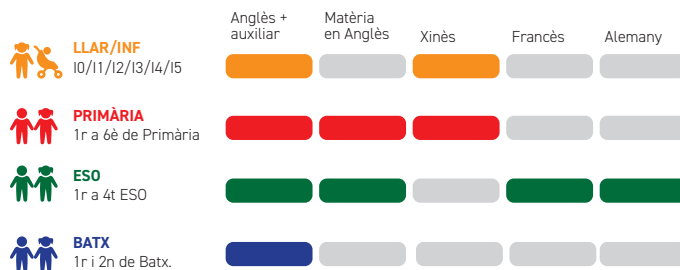 Anglès +
auxiliar
Matèria
en Anglès
Xinès
Francès
Alemany
LLAR/INF
I0/I1/I2/I3/I4/I5
PRIMÀRIA
1r a 6è de Primària
ESO
1r a 4t ESO
BATX
1r i 2n de Batx.